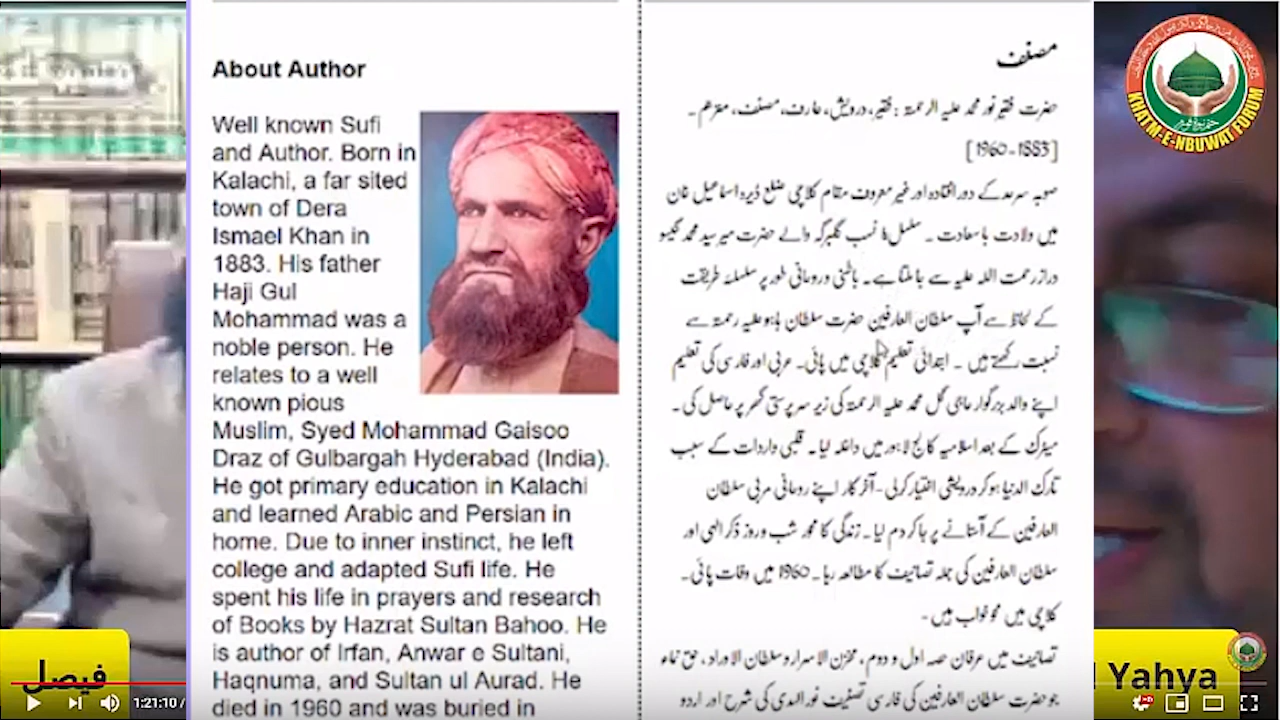 About Author
Well known Sufi
and Author. Born in
Kalachi, a far sited
town of Dera
Ismael Khan in
1883. His father
Haji Gul
Mohammad was a
noble person. He
relates to a well
known pious
Muslim, Syed Mohammad Gaisoo
Draz of Gulbargah Hyderabad (India).
He got primary education in Kalachi
and learned Arabic and Persian in
home. Due to inner instinct, he left
college and adapted Sufi life. He
spent his life in prayers and research
of Books by Hazrat Sultan Bahoo. He
is author of Irfan, Anwar e Sultani,
Haqnuma, and Sultan ul Aurad. He
died in 1960 and was buried in
مصنف
حضرت فقیر نور محمد علیہ الرحمتہ : فقیر، درویش، عارف، مصنف، مترجم۔
[1883-1960]
صوبہ سرحد کے دور افتادہ اور غیر معروف مقام کلاچی ضلع ڈیرہ اسماعیل خان
میں ولادت با سعادت ۔ سلسلۂ نسب گلبرگہ والے حضرت میر سید محمد گیسو
دراز رحمت اللہ علیہ سے جا ملتا ہے۔ باطنی و روحانی طور پر سلسلۂ طریقت
کے لحاظ سے آپ سلطان العارفین حضرت سلطان باہو علیہ رحمتہ سے
نسبت رکھتے ہیں ۔ ابتدائی تعلیم کلاچی میں پائی۔ عربی اور فارسی کی تعلیم
اپنے والد بزرگوار حاجی گل محمد علیہ الرحمتہ کی زیر سرپرستی گھر پر حاصل کی ۔
میٹرک کے بعد اسلامیہ کالج لاہور میں داخلہ لیا ۔ قلبی واردات کے سبب
تارک الدنیا ہو کر درویشی اختیار کرلی - آخر کار اپنے روحانی مربی سلطان
العارفین کے آستانے پر جا کر دم لیا ۔ زندگی کا محور شب و روز ذکر الٰہی اور
سلطان العارفین کی جملہ تصانیف کا مطالعہ رہا ۔ 1960 میں وفات پائی۔
کلاچی میں محو خواب ہیں -
تصانیف میں عرفان حصہ اول و دوم ، مخزن الاسرار و سلطان الاوراد ، حق نماء
جو حضرت سلطان العارفین کی فارسی تصنیف نور الہدی کی شرح اور اردو
KHATM-E-NBUWAT FORUM
فیصل
Yahya
1:21:10 /
HD